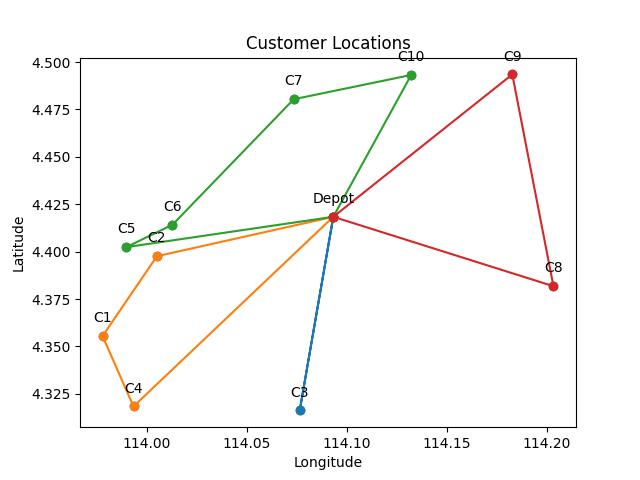 Customer Locations
C10
C9
C7
Depot
C6
C5
C2
C8
C1
C4
C3
4.500
4.475
4.450
4.425
4.400
4.375
4.350
4.325
Latitude
114.00 114.05 114.10 114.15 114.20
Longitude